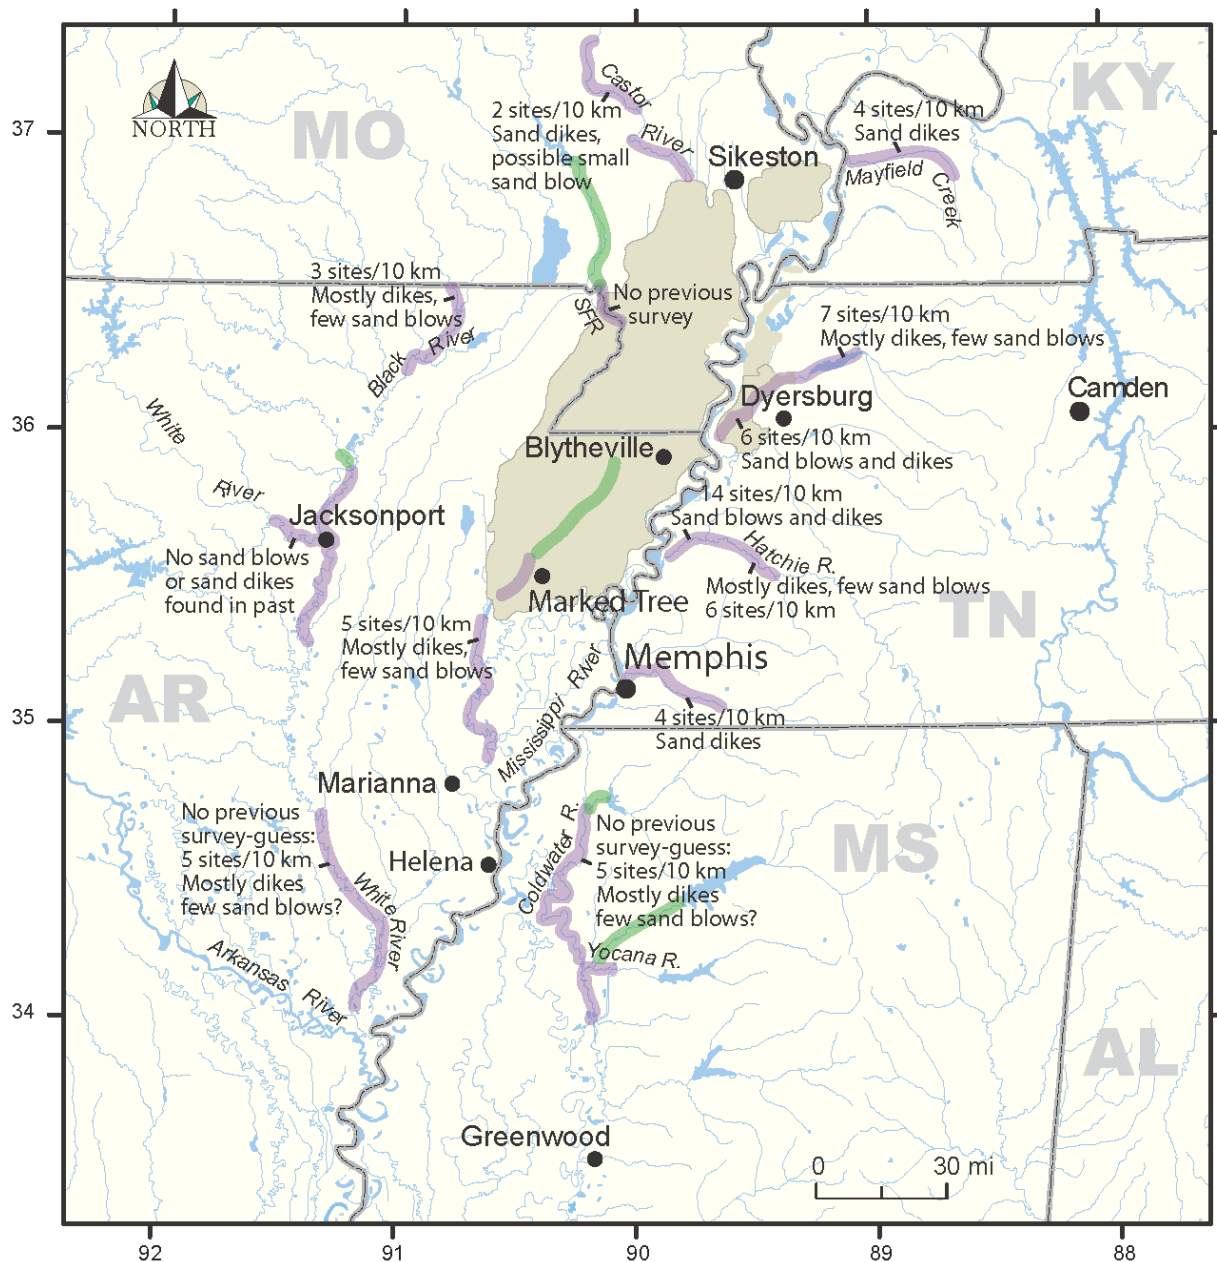 NORTH
MO
KY
TN
AR
MS
AL
Castor
River
2 sites/10 km
Sand dikes,
possible small
sand blow
Sikeston
4 sites/10 km
Sand dikes
Mayfield
Creek
3 sites/10 km
Mostly dikes,
few sand blows
Black River
SFR
No previous
survey
7 sites/10 km
Mostly dikes, few sand blows
Camden
Dyersburg
6 sites/10 km
Sand blows and dikes
Blytheville
White
River
Jacksonport
No sand blows
or sand dikes
found in past
14 sites/10 km
Sand blows and dikes
Hatchie R.
Mostly dikes, few sand blows
6 sites/10 km
Marked Tree
5 sites/10 km
Mostly dikes,
few sand blows
Memphis
4 sites/10 km
Sand dikes
Mississippi River
Marianna
Helena
No previous
survey-guess:
5 sites/10 km
Mostly dikes
few sand blows?
White River
Arkansas
River
Coldwater R.
No previous
survey-guess:
5 sites/10 km
Mostly dikes
few sand blows?
Yocana R.
Greenwood
0 30 mi
37
36
35
34
92 91 90 89 88